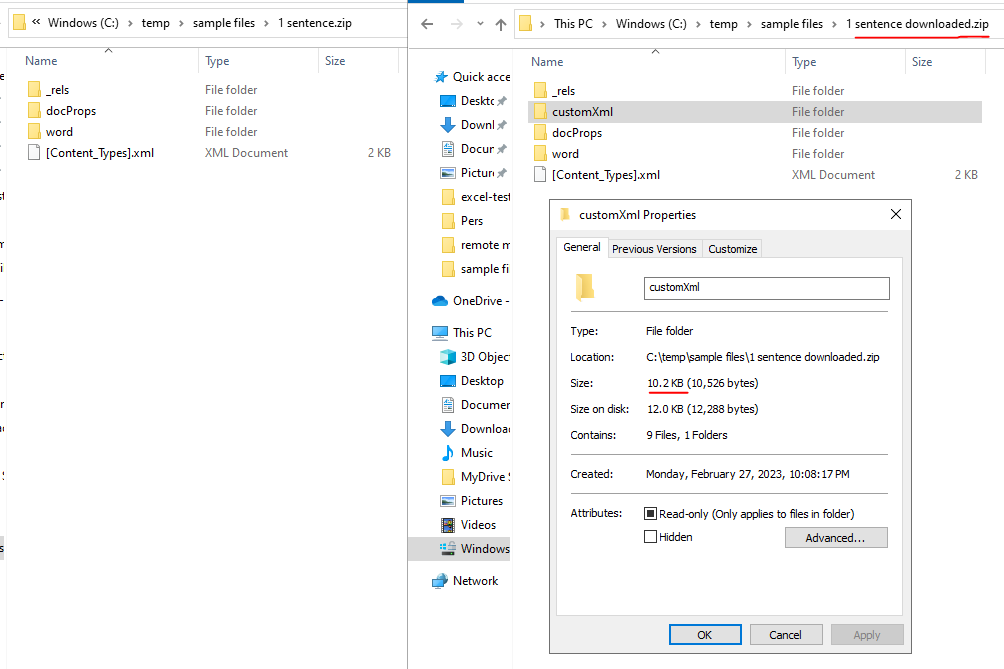 « Windows (C:) > temp > sample files > 1 sentence.zip
Name Type Size
_rels File folder
docProps File folder
word File folder
[Content_Types].xml XML Document 2 KB
> This PC > Windows (C:) > temp > sample files > 1 sentence downloaded.zip
Quick acce
Deskto
Downl
Docur
Picture
excel-test
Pers
remote m
sample fi
OneDrive -
This PC
3D Object
Desktop
Documen
Downloac
Music
MyDrive S
Pictures
Videos
Windows
Network
Name Type Size
_rels File folder
customXml File folder
docProps File folder
word File folder
[Content_Types].xml XML Document 2 KB
customXml Properties
General Previous Versions Customize
customXml
Type: File folder
Location: C:\temp\sample files\1 sentence downloaded.zip
Size: 10.2 KB (10,526 bytes)
Size on disk: 12.0 KB (12,288 bytes)
Contains: 9 Files, 1 Folders
Created: Monday, February 27, 2023, 10:08:17 PM
Attributes: Read-only (Only applies to files in folder)
Hidden Advanced...
OK Cancel Apply